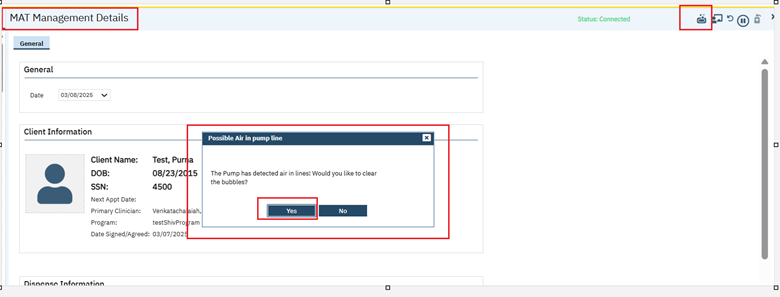 MAT Management Details
Status: Connected
General
General
Date 03/08/2025
Client Information
Possible Air in pump line
Client Name: Test, Purna
The Pump has detected air in lines! Would you like to clear
the bubbles?
DOB: 08/23/2015
SSN: 4500
Next Appt Date:
Primary Clinician: Venkatachalaiah,
Yes No
Program: testShivProgram
Date Signed/Agreed: 03/07/2025
Dispense Information